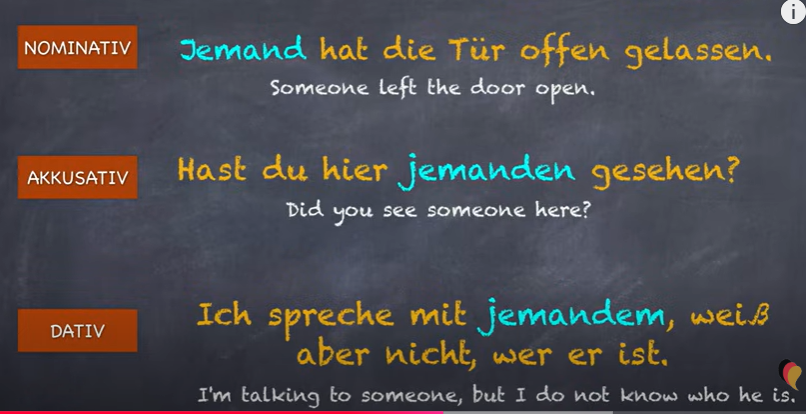 NOMINATIV
Jemand hat die Tür offen gelassen.
Someone left the door open.
AKKUSATIV
Hast du hier jemanden gesehen?
Did you see someone here?
DATIV
Ich spreche mit jemandem, weiß
aber nicht, wer er ist.
I'm talking to someone, but I do not know who he is.